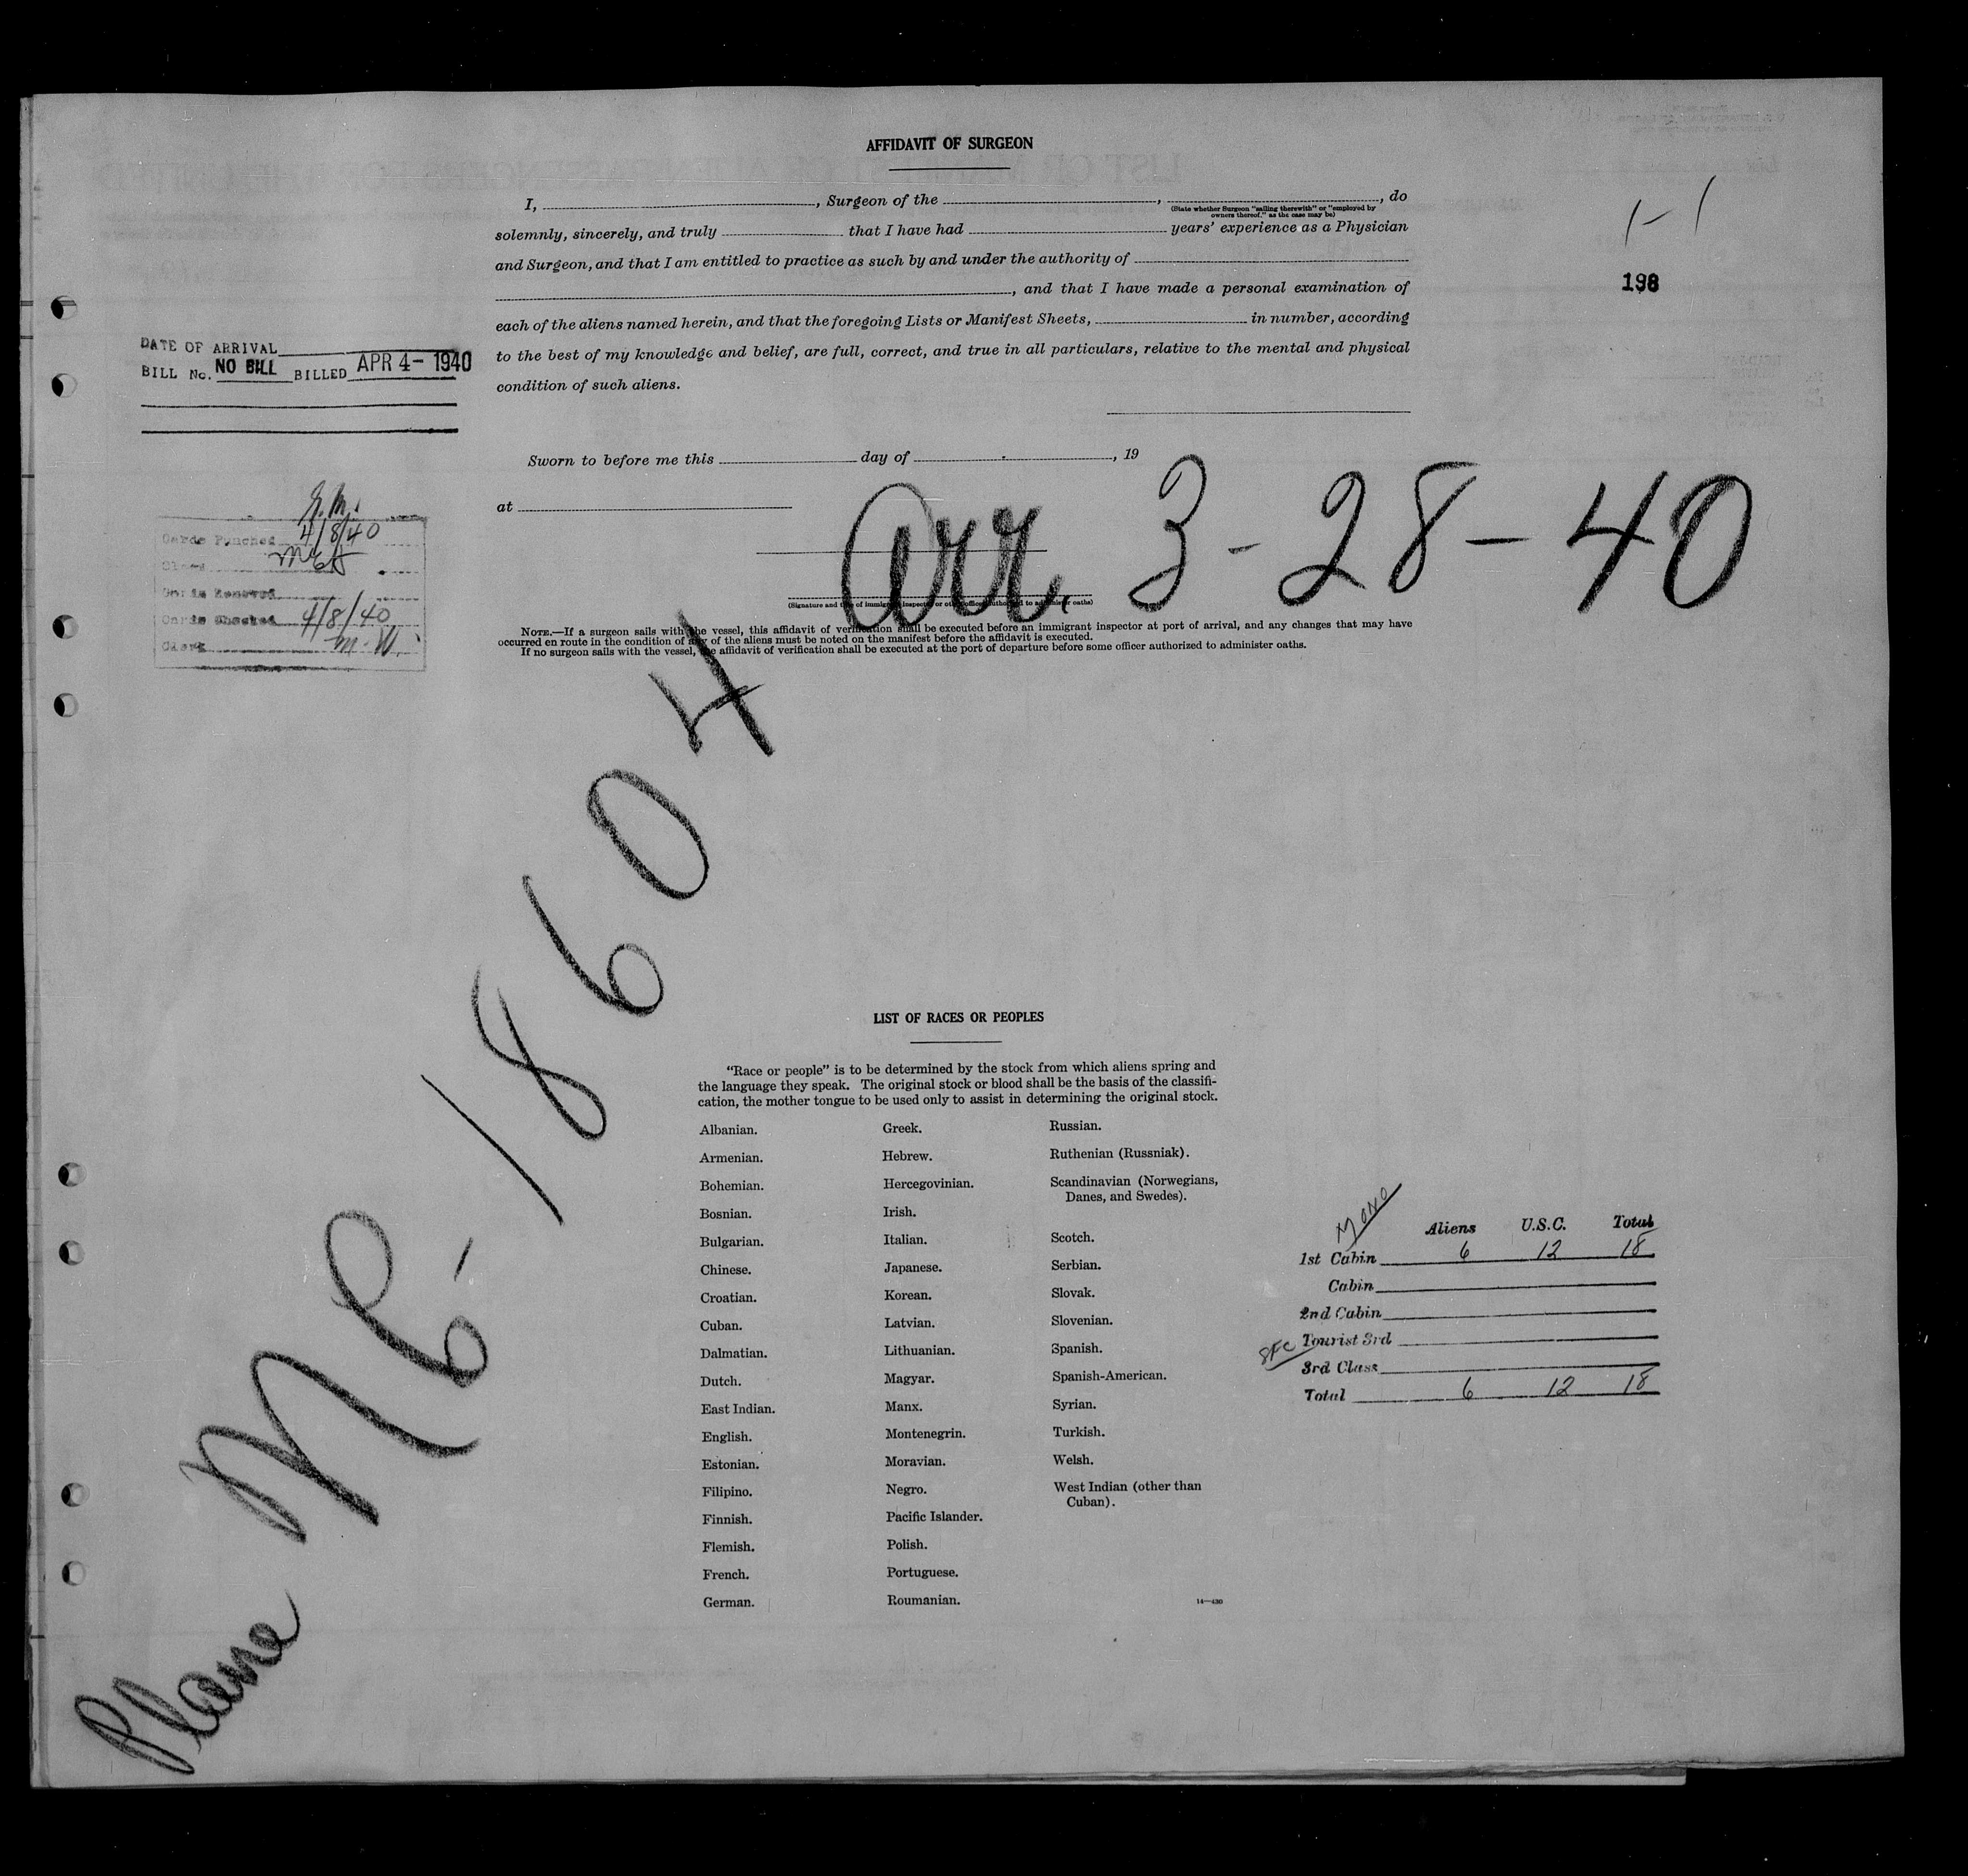 AFFIDAVIT OF SURGEON
I, , Surgeon of the , , do
(State whether Surgeon "sailing therewith" or "employed by
owners thereof," as the case may be)
solemnly, sincerely, and truly that I have had years' experience as a Physician
and Surgeon, and that I am entitled to practice as such by and under the authority of
, and that I have made a personal examination of
each of the aliens named herein, and that the foregoing Lists or Manifest Sheets, in number, according
to the best of my knowledge and belief, are full, correct, and true in all particulars, relative to the mental and physical
condition of such aliens.
1-1
198
DATE OF ARRIVAL
BILL No. NO BILL BILLED APR 4- 1940
Sworn to before me this day of , 19
at
arr. 3-28-40
(Signature and title of immigrant inspector or other officer authorized to administer oaths)
NOTE.—If a surgeon sails with the vessel, this affidavit of verification shall be executed before an immigrant inspector at port of arrival, and any changes that may have
occurred en route in the condition of any of the aliens must be noted on the manifest before the affidavit is executed.
If no surgeon sails with the vessel, the affidavit of verification shall be executed at the port of departure before some officer authorized to administer oaths.
Cards Punched 4/8/40
Cards Checked 4/8/40
Clerk M.W.
Plane NC-18604
LIST OF RACES OR PEOPLES
"Race or people" is to be determined by the stock from which aliens spring and
the language they speak. The original stock or blood shall be the basis of the classifi-
cation, the mother tongue to be used only to assist in determining the original stock.
Albanian.
Armenian.
Bohemian.
Bosnian.
Bulgarian.
Chinese.
Croatian.
Cuban.
Dalmatian.
Dutch.
East Indian.
English.
Estonian.
Filipino.
Finnish.
Flemish.
French.
German.
Greek.
Hebrew.
Hercegovinian.
Irish.
Italian.
Japanese.
Korean.
Latvian.
Lithuanian.
Magyar.
Manx.
Montenegrin.
Moravian.
Negro.
Pacific Islander.
Polish.
Portuguese.
Roumanian.
Russian.
Ruthenian (Russniak).
Scandinavian (Norwegians,
Danes, and Swedes).
Scotch.
Serbian.
Slovak.
Slovenian.
Spanish.
Spanish-American.
Syrian.
Turkish.
Welsh.
West Indian (other than
Cuban).
14—430
Aliens U.S.C. Total
1st Cabin 6 12 18
Cabin
2nd Cabin
Tourist 3rd
3rd Class
Total 6 12 18